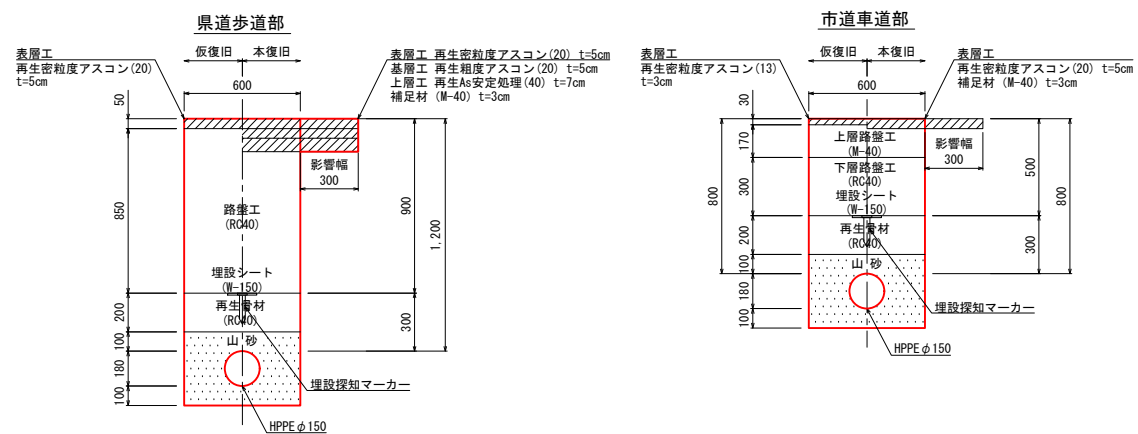 県道歩道部
仮復旧 本復旧
表層工
再生密粒度アスコン(20)
t=5cm
表層工 再生密粒度アスコン(20) t=5cm
基層工 再生粗度アスコン(20) t=5cm
上層工 再生As安定処理(40) t=7cm
補足材 (M-40) t=3cm
600
50
850
200
100
180
100
影響幅
300
900
1,200
300
路盤工
(RC40)
埋設シート
(W-150)
再生骨材
(RC40)
山 砂
埋設探知マーカー
HPPEφ150
市道車道部
仮復旧 本復旧
表層工
再生密粒度アスコン(13)
t=3cm
表層工
再生密粒度アスコン(20) t=5cm
補足材 (M-40) t=3cm
600
30
170
300
200
100
180
100
800
上層路盤工
(M-40)
下層路盤工
(RC40)
埋設シート
(W-150)
再生骨材
(RC40)
山 砂
影響幅
300
500
300
800
埋設探知マーカー
HPPEφ150